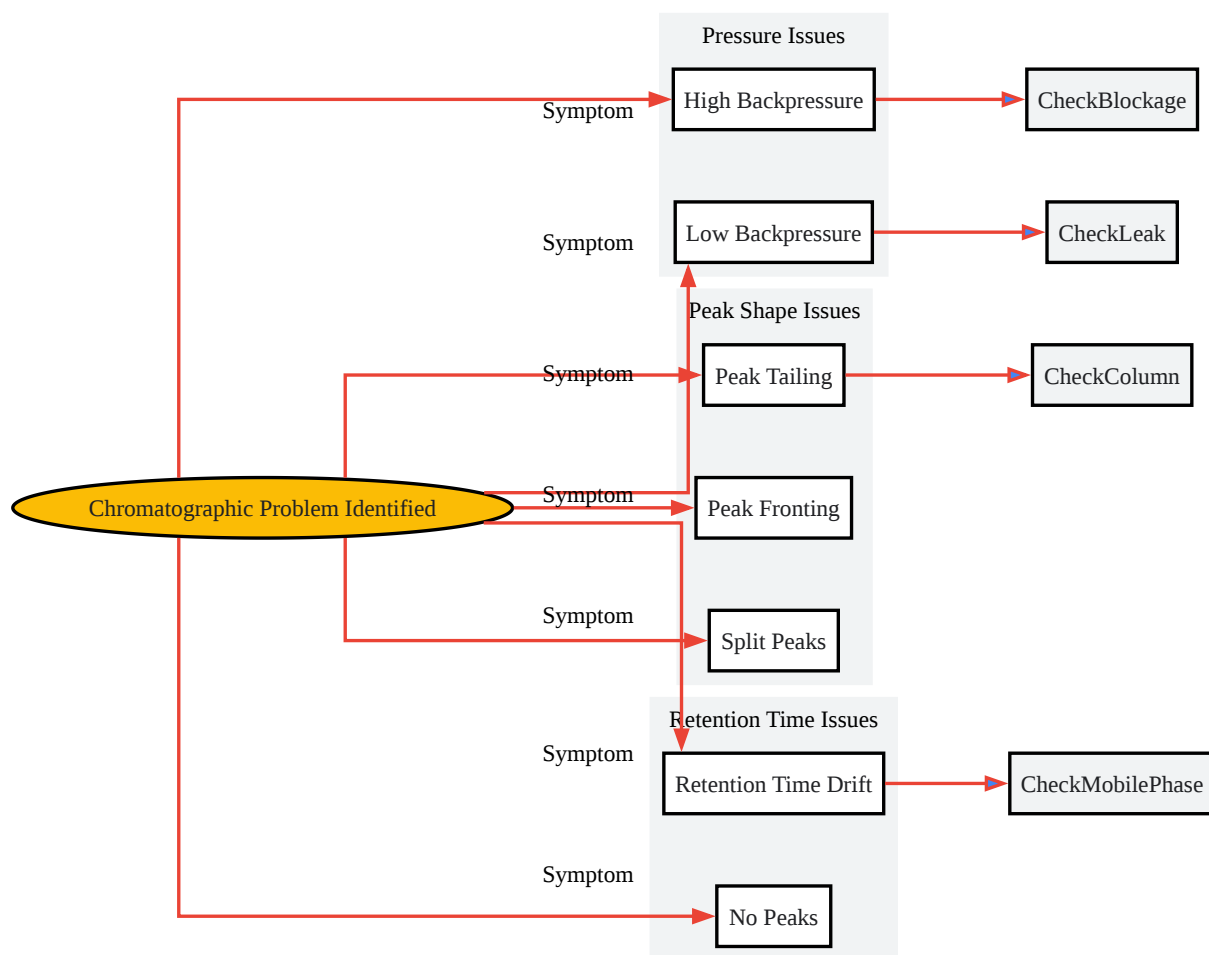 Pressure Issues
High Backpressure
CheckBlockage
Symptom
Low Backpressure
CheckLeak
Symptom
Peak Shape Issues
Symptom
Peak Tailing
CheckColumn
Chromatographic Problem Identified
Symptom
Peak Fronting
Symptom
Split Peaks
Retention Time Issues
Symptom
Retention Time Drift
CheckMobilePhase
Symptom
No Peaks